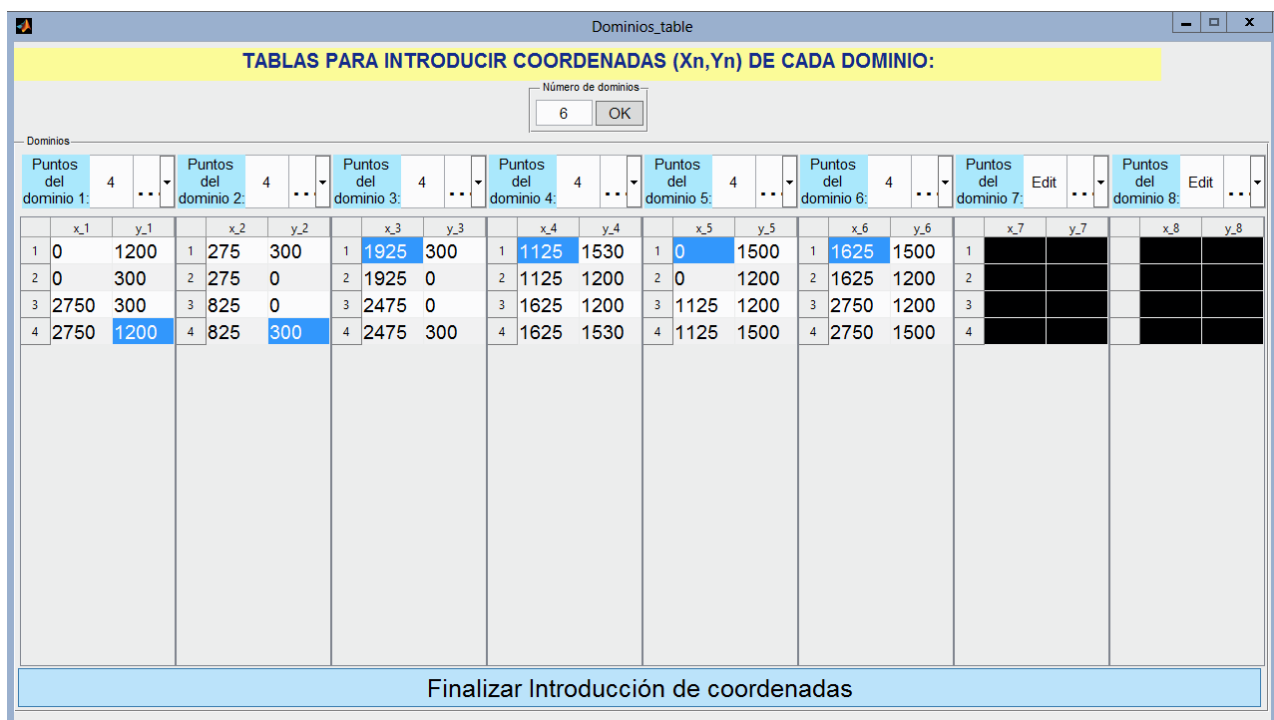 Dominios_table
TABLAS PARA INTRODUCIR COORDENADAS (Xn,Yn) DE CADA DOMINIO:
Número de dominios
6 OK
Dominios
Puntos del dominio 1: 4 ... Puntos del dominio 2: 4 ... Puntos del dominio 3: 4 ... Puntos del dominio 4: 4 ... Puntos del dominio 5: 4 ... Puntos del dominio 6: 4 ... Puntos del dominio 7: Edit ... Puntos del dominio 8: Edit ...
x_1 y_1 x_2 y_2 x_3 y_3 x_4 y_4 x_5 y_5 x_6 y_6 x_7 y_7 x_8 y_8
1 0 1200 1 275 300 1 1925 300 1 1125 1530 1 0 1500 1 1625 1500 1
2 0 300 2 275 0 2 1925 0 2 1125 1200 2 0 1200 2 1625 1200 2
3 2750 300 3 825 0 3 2475 0 3 1625 1200 3 1125 1200 3 2750 1200 3
4 2750 1200 4 825 300 4 2475 300 4 1625 1530 4 1125 1500 4 2750 1500 4
Finalizar Introducción de coordenadas